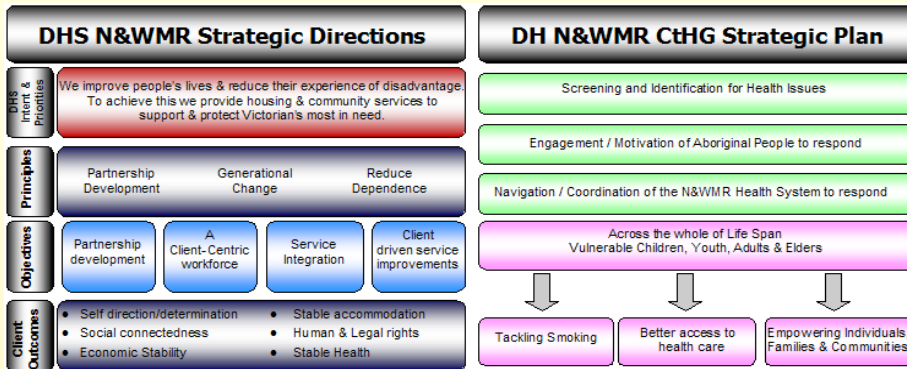 DHS N&WMR Strategic Directions
DHS
Intent &
Priorities
We improve people's lives & reduce their experience of disadvantage.
To achieve this we provide housing & community services to
support & protect Victorian's most in need.
Principles
Partnership
Development
Generational
Change
Reduce
Dependence
Objectives
Partnership
development
A
Client-Centric
workforce
Service
Integration
Client
driven service
improvements
Client
Outcomes
• Self direction/determination
• Social connectedness
• Economic Stability
• Stable accommodation
• Human & Legal rights
• Stable Health
DH N&WMR CtHG Strategic Plan
Screening and Identification for Health Issues
Engagement / Motivation of Aboriginal People to respond
Navigation / Coordination of the N&WMR Health System to respond
Across the whole of Life Span
Vulnerable Children, Youth, Adults & Elders
Tackling Smoking
Better access to
health care
Empowering Individuals,
Families & Communities